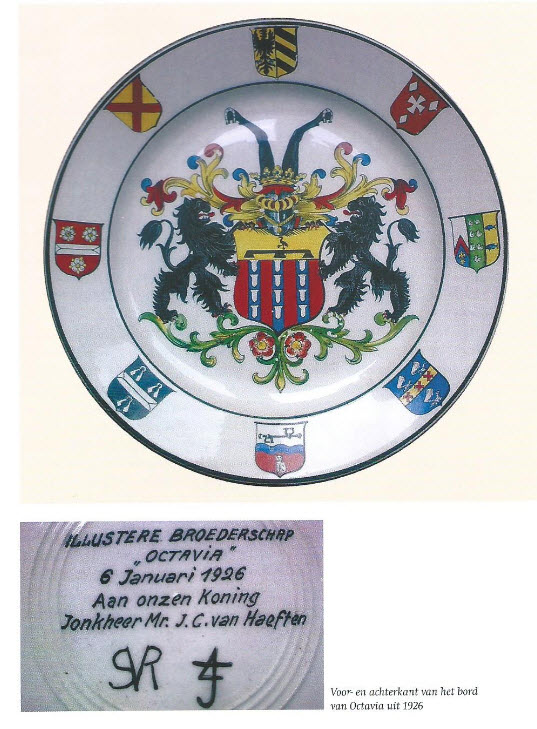 ILLUSTERE BROEDERSCHAP
„OCTAVIA"
6 Januari 1926
Aan onzen Koning
Jonkheer Mr. J. C. van Haeften
Voor- en achterkant van het bord
van Octavia uit 1926